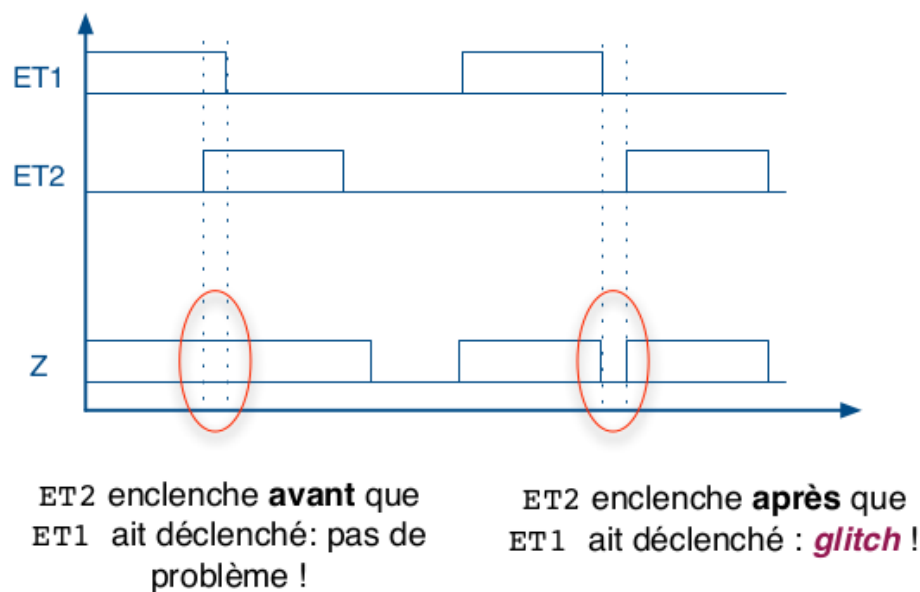 ET1
ET2
Z
ET2 enclenche avant que
ET1 ait déclenché: pas de
problème !
ET2 enclenche après que
ET1 ait déclenché : glitch !